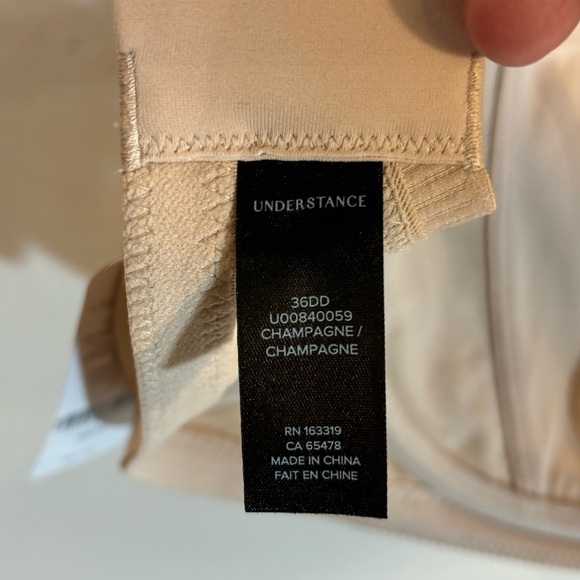 UNDERSTANCE
36DD
U00840059
CHAMPAGNE /
CHAMPAGNE
RN 163319
CA 65478
MADE IN CHINA
FAIT EN CHINE